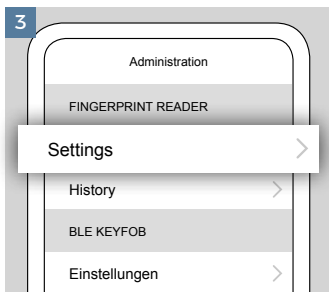 3
Administration
FINGERPRINT READER
Settings
History
BLE KEYFOB
Einstellungen